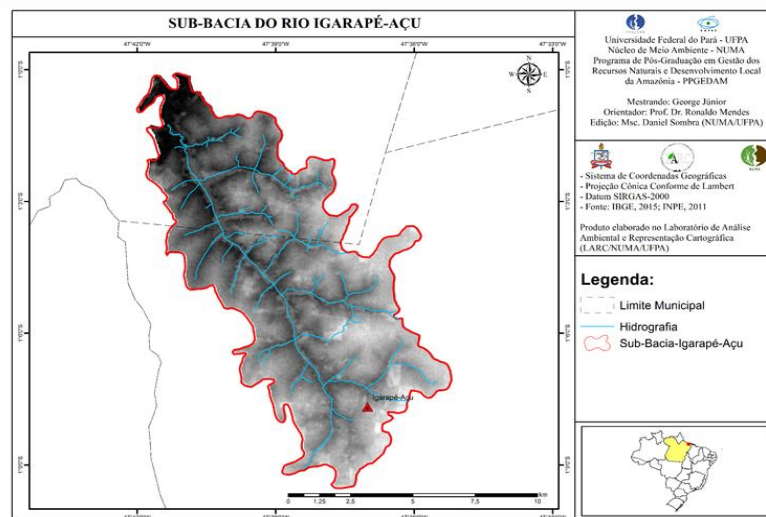 SUB-BACIA DO RIO IGARAPÉ-AÇU
47°42'0"W
47°39'0"W
47°36'0"W
47°33'0"W
N
W
E
S
Igarapé-Açu
km
0
1,25
2,5
5
7,5
10
Universidade Federal do Pará - UFPA
Núcleo de Meio Ambiente - NUMA
Programa de Pós-Graduação em Gestão dos
Recursos Naturais e Desenvolvimento Local
da Amazônia - PPGEDAM
Mestrando: George Júnior
Orientador: Prof. Dr. Ronaldo Mendes
Edição: Msc. Daniel Sombra (NUMA/UFPA)
- Sistema de Coordenadas Geográficas
- Projeção Cônica Conforme de Lambert
- Datum SIRGAS-2000
- Fonte: IBGE, 2015; INPE, 2011
Produto elaborado no Laboratório de Análise
Ambiental e Representação Cartográfica
(LARC/NUMA/UFPA)
Legenda:
Limite Municipal
Hidrografia
Sub-Bacia-Igarapé-Açu